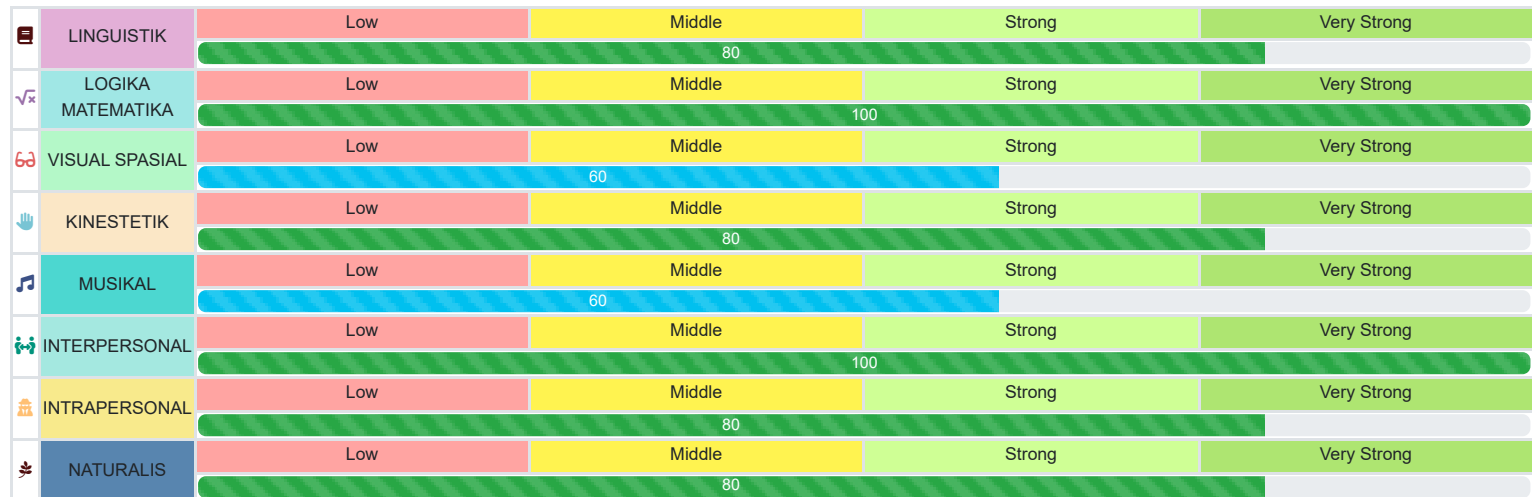 LINGUISTIK
Low Middle Strong Very Strong
80
LOGIKA
MATEMATIKA
Low Middle Strong Very Strong
100
VISUAL SPASIAL
Low Middle Strong Very Strong
60
KINESTETIK
Low Middle Strong Very Strong
80
MUSIKAL
Low Middle Strong Very Strong
60
INTERPERSONAL
Low Middle Strong Very Strong
100
INTRAPERSONAL
Low Middle Strong Very Strong
80
NATURALIS
Low Middle Strong Very Strong
80